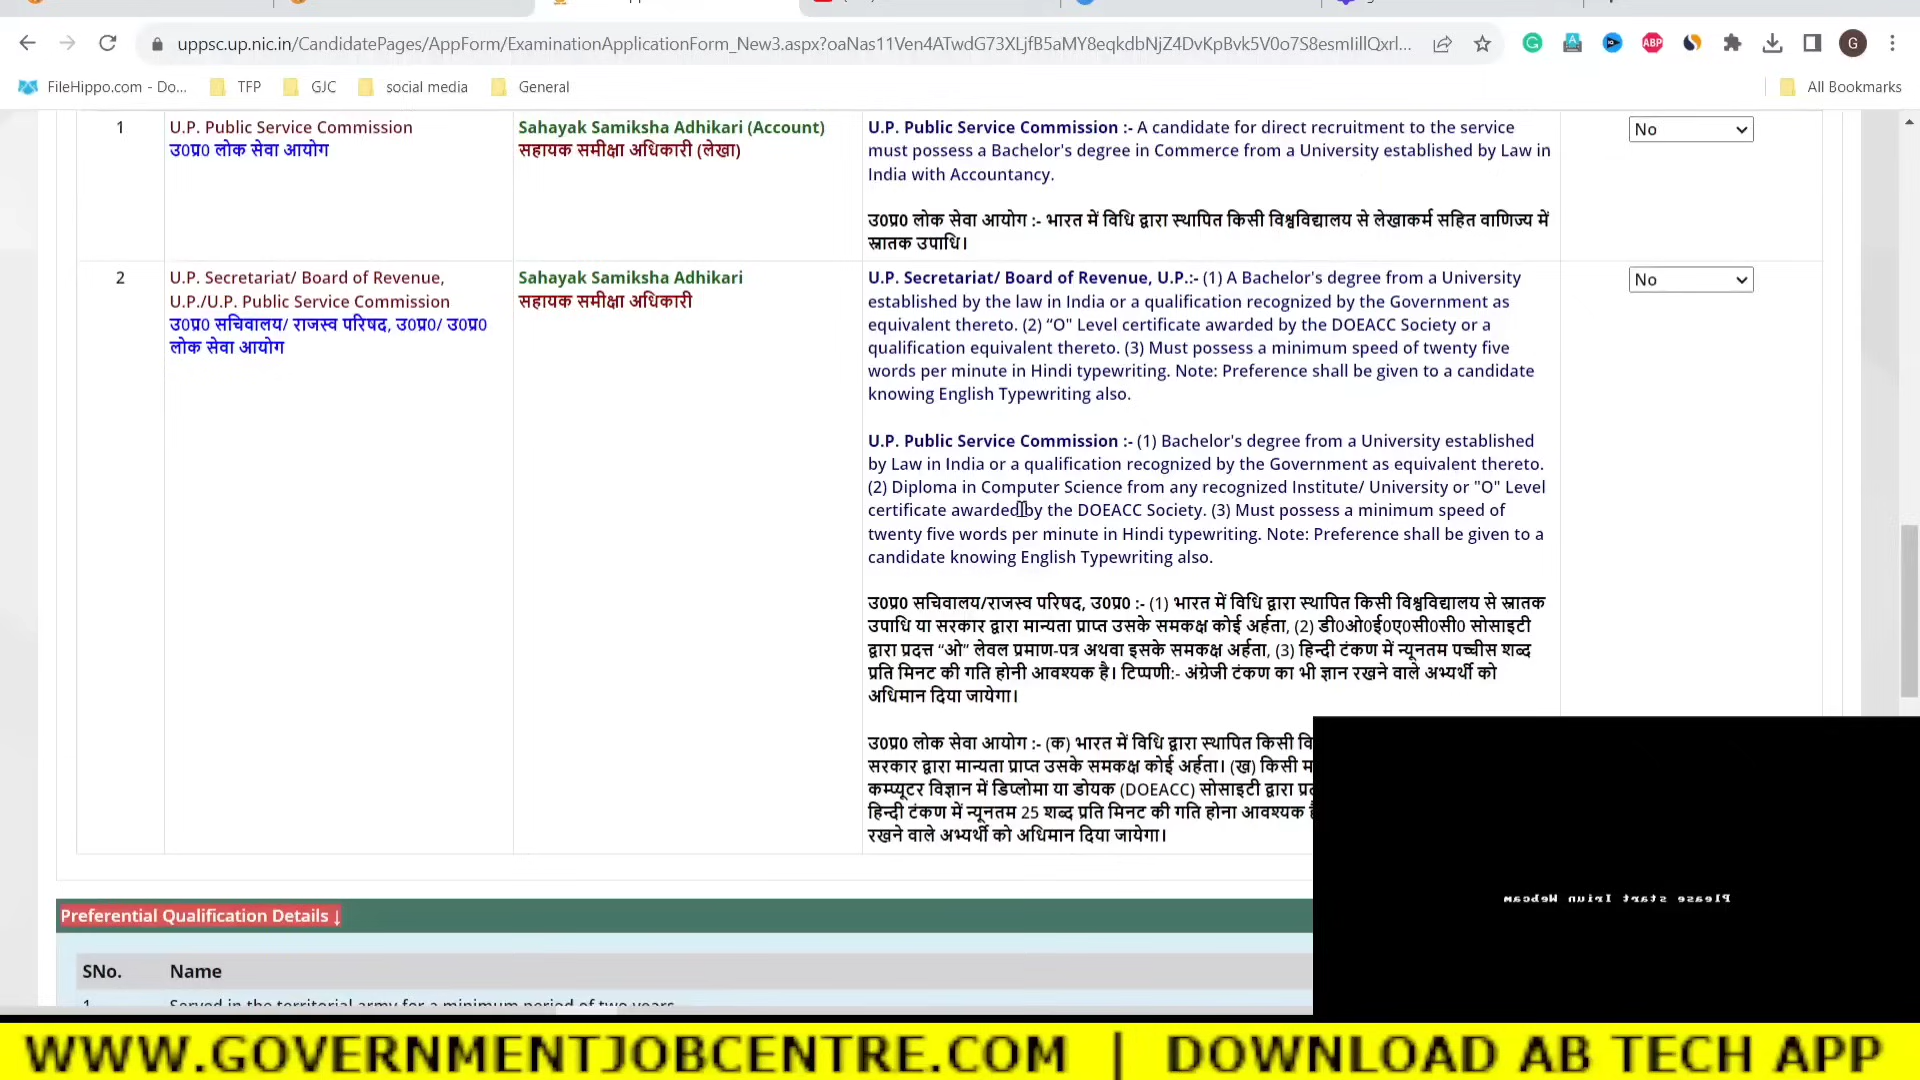 uppsc.up.nic.in/CandidatePages/AppForm/ExaminationApplicationForm_New3.aspx?oaNas11Ven4ATwdG73XLjfB5aMY8eqkdbNjZ4DvKpBvk5V0o7S8esmIillQxrl...
G
FileHippo.com - Do...
TFP
GJC
social media
General
All Bookmarks
1
U.P. Public Service Commission
उ0प्र0 लोक सेवा आयोग
Sahayak Samiksha Adhikari (Account)
सहायक समीक्षा अधिकारी (लेखा)
U.P. Public Service Commission :- A candidate for direct recruitment to the service
must possess a Bachelor's degree in Commerce from a University established by Law in
India with Accountancy.
उ0प्र0 लोक सेवा आयोग :- भारत में विधि द्वारा स्थापित किसी विश्वविद्यालय से लेखाकर्म सहित वाणिज्य में
स्नातक उपाधि।
No
2
U.P. Secretariat/ Board of Revenue,
U.P./U.P. Public Service Commission
उ0प्र0 सचिवालय/ राजस्व परिषद, उ0प्र0/ उ0प्र0
लोक सेवा आयोग
Sahayak Samiksha Adhikari
सहायक समीक्षा अधिकारी
U.P. Secretariat/ Board of Revenue, U.P.:- (1) A Bachelor's degree from a University
established by the law in India or a qualification recognized by the Government as
equivalent thereto. (2) “O" Level certificate awarded by the DOEACC Society or a
qualification equivalent thereto. (3) Must possess a minimum speed of twenty five
words per minute in Hindi typewriting. Note: Preference shall be given to a candidate
knowing English Typewriting also.
U.P. Public Service Commission :- (1) Bachelor's degree from a University established
by Law in India or a qualification recognized by the Government as equivalent thereto.
(2) Diploma in Computer Science from any recognized Institute/ University or "O" Level
certificate awarded by the DOEACC Society. (3) Must possess a minimum speed of
twenty five words per minute in Hindi typewriting. Note: Preference shall be given to a
candidate knowing English Typewriting also.
उ0प्र0 सचिवालय/राजस्व परिषद, उ0प्र0 :- (1) भारत में विधि द्वारा स्थापित किसी विश्वविद्यालय से स्नातक
उपाधि या सरकार द्वारा मान्यता प्राप्त उसके समकक्ष कोई अर्हता, (2) डी0ओ0ई0ए0सी0सी0 सोसाइटी
द्वारा प्रदत्त “ओ” लेवल प्रमाण-पत्र अथवा इसके समकक्ष अर्हता, (3) हिन्दी टंकण में न्यूनतम पच्चीस शब्द
प्रति मिनट की गति होनी आवश्यक है। टिप्पणी:- अंग्रेजी टंकण का भी ज्ञान रखने वाले अभ्यर्थी को
अधिमान दिया जायेगा।
उ0प्र0 लोक सेवा आयोग :- (क) भारत में विधि द्वारा स्थापित किसी
सरकार द्वारा मान्यता प्राप्त उसके समकक्ष कोई अर्हता। (ख) किसी
कम्प्यूटर विज्ञान में डिप्लोमा या डोयक (DOEACC) सोसाइटी द्वारा
हिन्दी टंकण में न्यूनतम 25 शब्द प्रति मिनट की गति होना आवश्यक
रखने वाले अभ्यर्थी को अधिमान दिया जायेगा।
No
Please start Iriun Webcam
Preferential Qualification Details ↓
SNo.
Name
1
Served in the territorial army for a minimum period of two years
WWW.GOVERNMENTJOBCENTRE.COM | DOWNLOAD AB TECH APP